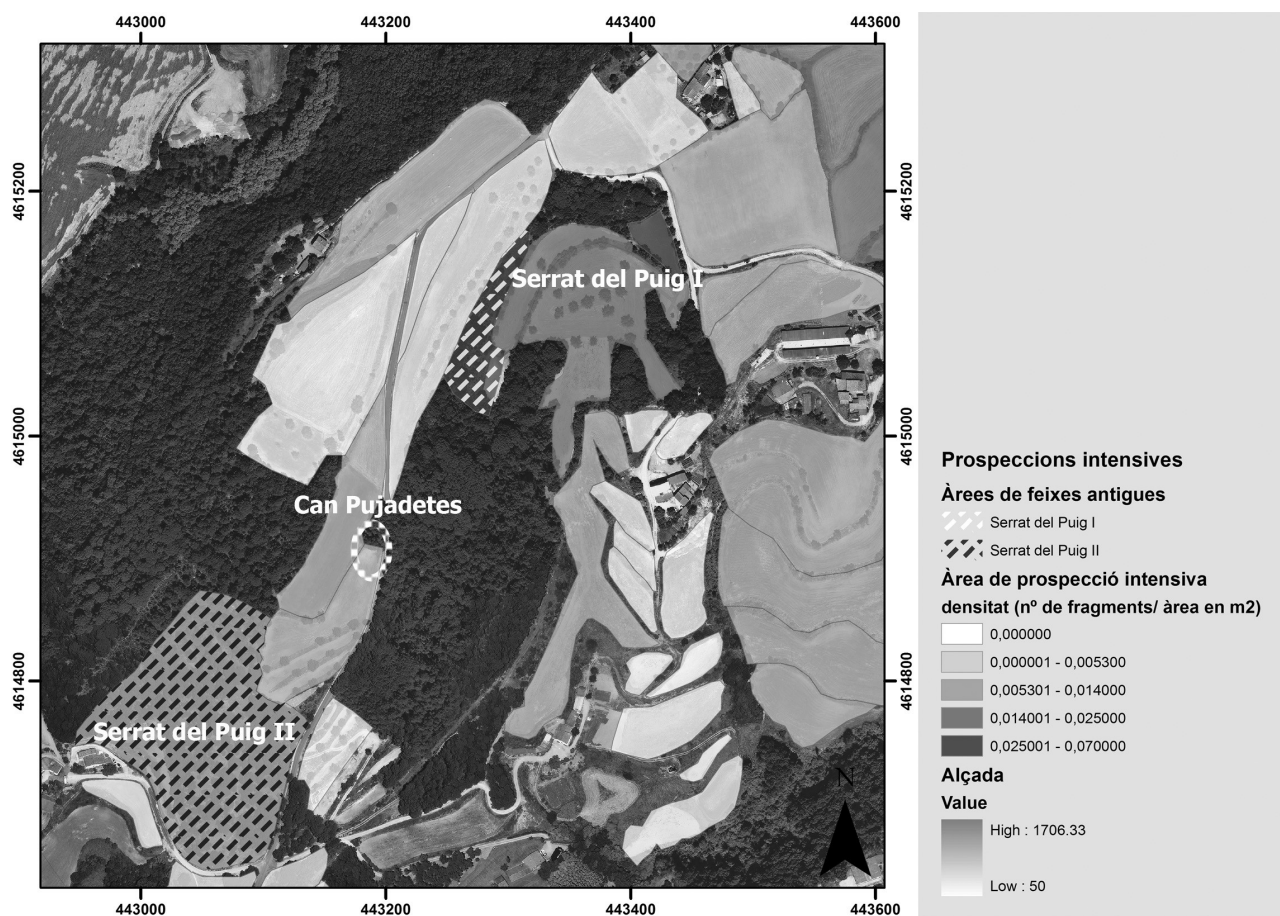 443000 443200 443400 443600
4615200 4615200
Serrat del Puig I
4615000 4615000
Can Pujadetes
4614800 4614800
Serrat del Puig II
N
443000 443200 443400 443600
Prospeccions intensives
Àrees de feixes antigues
Serrat del Puig I
Serrat del Puig II
Àrea de prospecció intensiva
densitat (nº de fragments/ àrea en m2)
0,000000
0,000001 - 0,005300
0,005301 - 0,014000
0,014001 - 0,025000
0,025001 - 0,070000
Alçada
Value
High : 1706.33
Low : 50